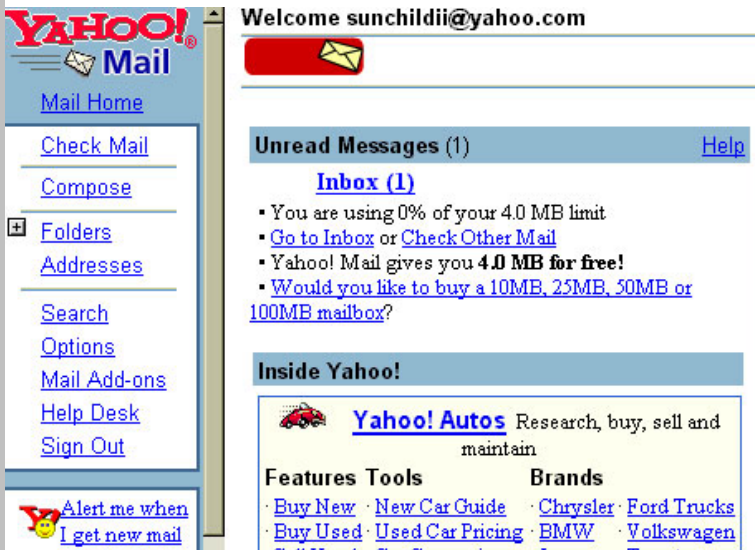 YAHOO!®
Mail
Mail Home
Check Mail
Compose
Folders
Addresses
Search
Options
Mail Add-ons
Help Desk
Sign Out
Alert me when
I get new mail
Welcome sunchildii@yahoo.com
Unread Messages (1) Help
Inbox (1)
▪ You are using 0% of your 4.0 MB limit
▪ Go to Inbox or Check Other Mail
▪ Yahoo! Mail gives you 4.0 MB for free!
▪ Would you like to buy a 10MB, 25MB, 50MB or
100MB mailbox?
Inside Yahoo!
Yahoo! Autos Research, buy, sell and
maintain
Features Tools Brands
· Buy New · New Car Guide · Chrysler · Ford Trucks
· Buy Used · Used Car Pricing · BMW · Volkswagen